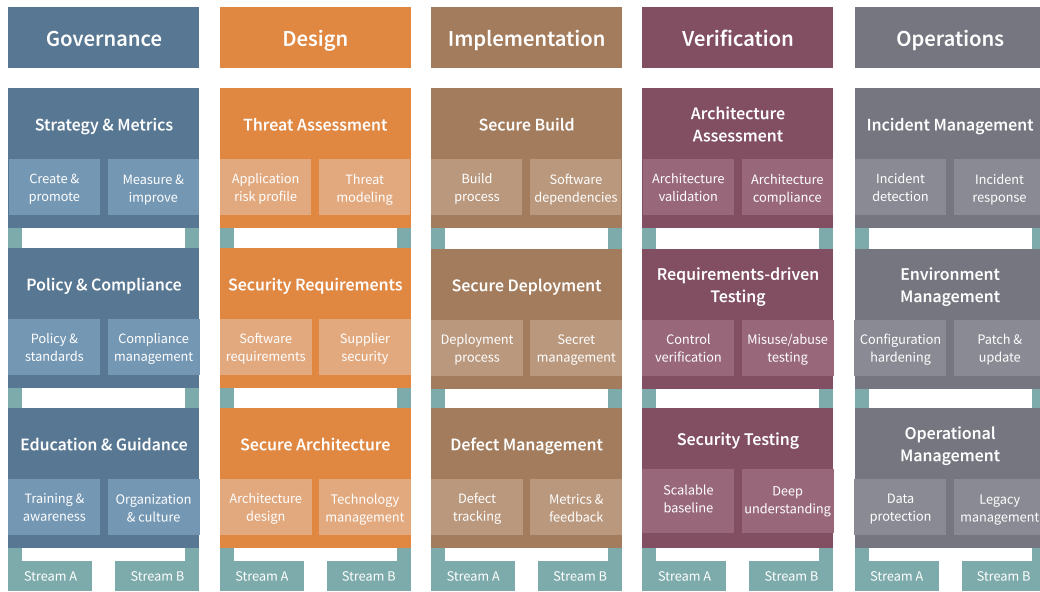 Governance
Design
Implementation
Verification
Operations
Strategy & Metrics
Create &
promote
Measure &
improve
Threat Assessment
Application
risk profile
Threat
modeling
Secure Build
Build
process
Software
dependencies
Architecture
Assessment
Architecture
validation
Architecture
compliance
Incident Management
Incident
detection
Incident
response
Policy & Compliance
Policy &
standards
Compliance
management
Security Requirements
Software
requirements
Supplier
security
Secure Deployment
Deployment
process
Secret
management
Requirements-driven
Testing
Control
verification
Misuse/abuse
testing
Environment
Management
Configuration
hardening
Patch &
update
Education & Guidance
Training &
awareness
Organization
& culture
Secure Architecture
Architecture
design
Technology
management
Defect Management
Defect
tracking
Metrics &
feedback
Security Testing
Scalable
baseline
Deep
understanding
Operational
Management
Data
protection
Legacy
management
Stream A
Stream B
Stream A
Stream B
Stream A
Stream B
Stream A
Stream B
Stream A
Stream B